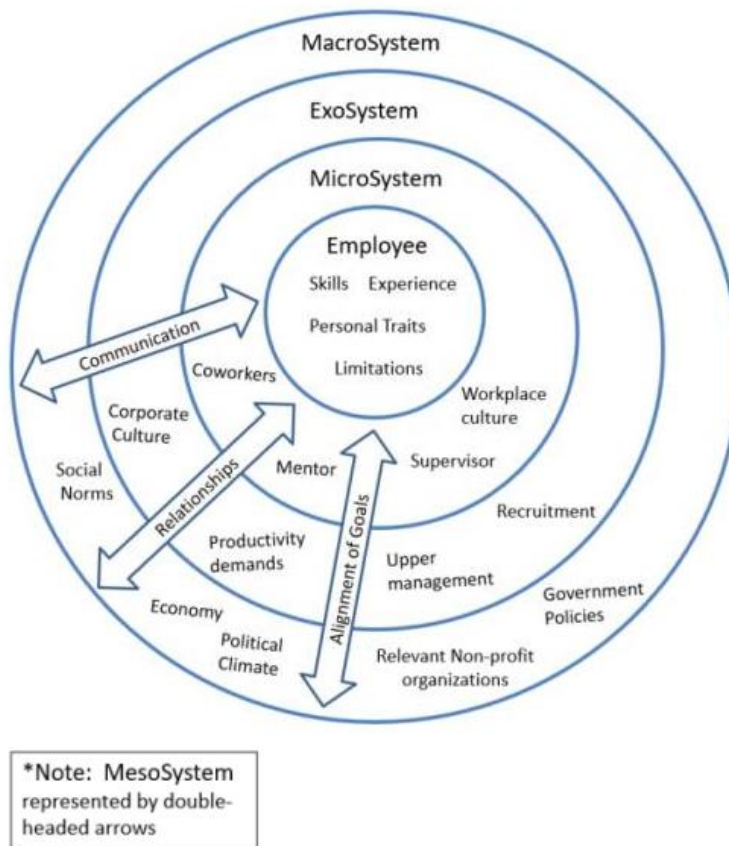 MacroSystem
ExoSystem
MicroSystem
Employee
Skills Experience
Personal Traits
Limitations
Communication
Coworkers
Workplace
culture
Corporate
Culture
Social
Norms
Relationships
Mentor
Supervisor
Alignment of Goals
Recruitment
Productivity
demands
Upper
management
Government
Policies
Economy
Political
Climate
Relevant Non-profit
organizations
*Note: MesoSystem
represented by double-
headed arrows